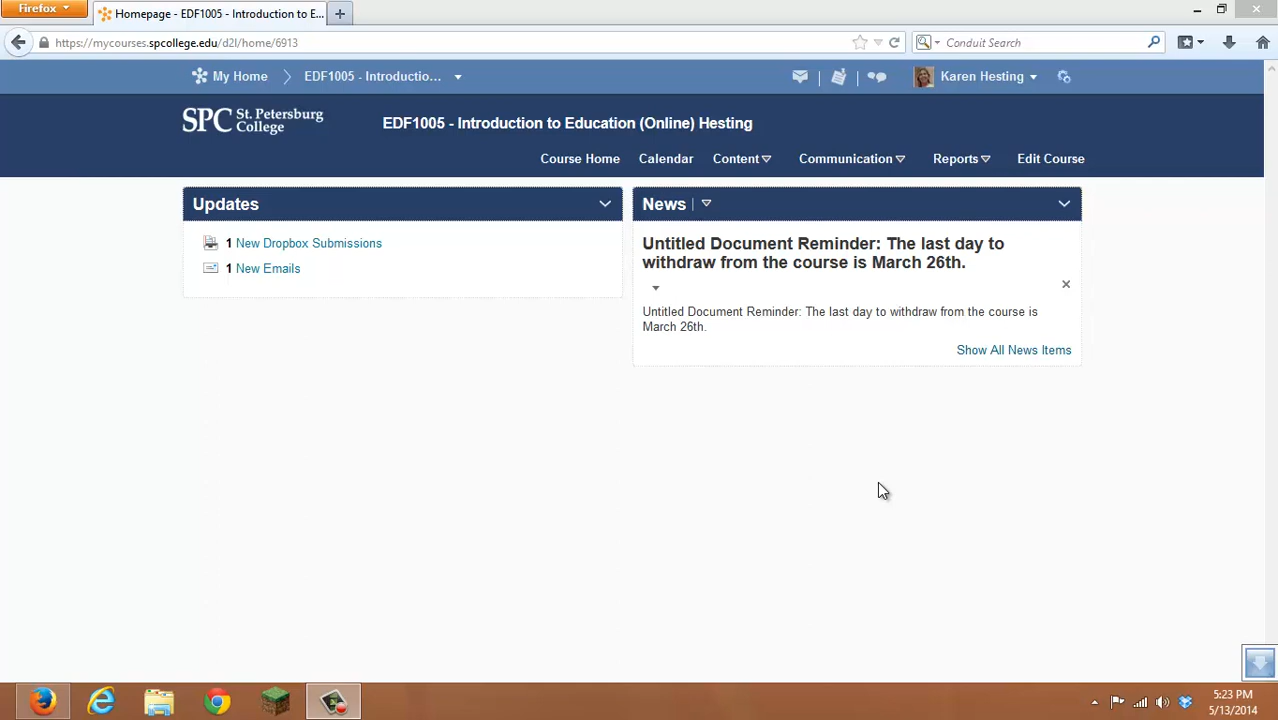 Firefox
Homepage - EDF1005 - Introduction to E...
https://mycourses.spcollege.edu/d2l/home/6913
Conduit Search
My Home
EDF1005 - Introductio...
Karen Hesting
SPC St. Petersburg College
EDF1005 - Introduction to Education (Online) Hesting
Course Home Calendar Content Communication Reports Edit Course
Updates
1 New Dropbox Submissions
1 New Emails
News
Untitled Document Reminder: The last day to
withdraw from the course is March 26th.
Untitled Document Reminder: The last day to withdraw from the course is
March 26th.
Show All News Items
5:23 PM
5/13/2014